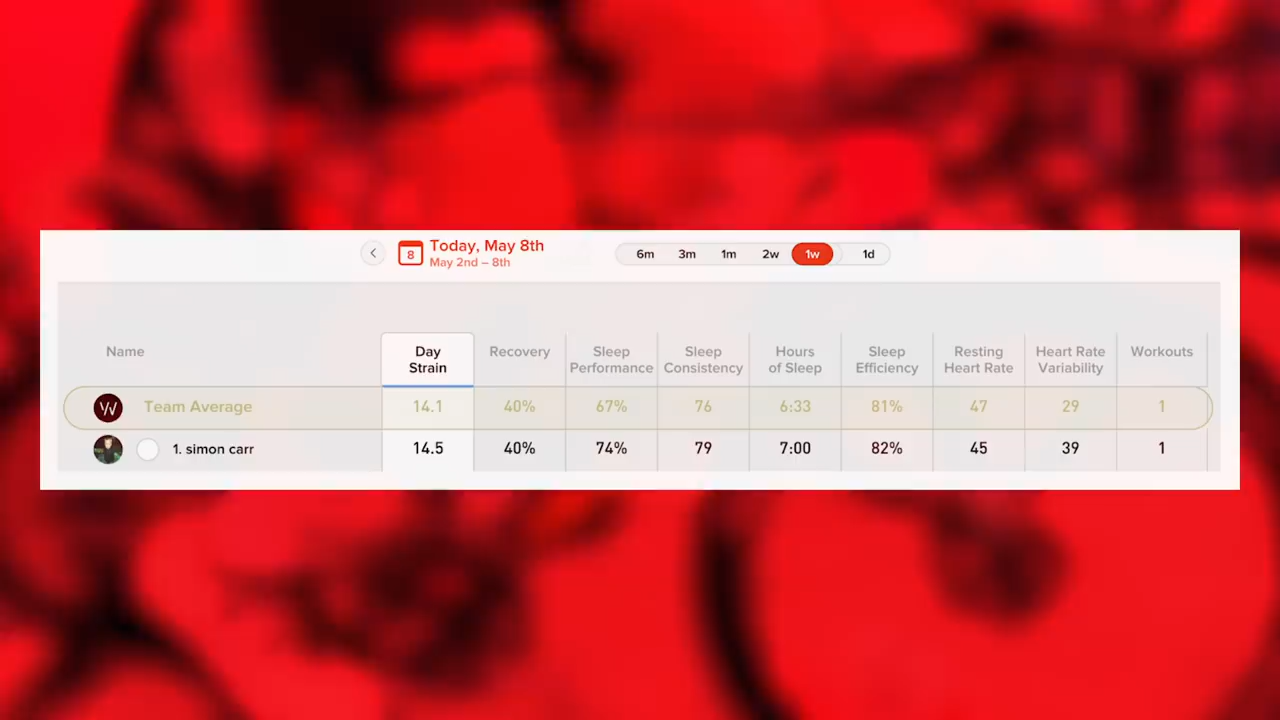 Today, May 8th
May 2nd – 8th
8
6m 3m 1m 2w 1w 1d
Name Day Strain Recovery Sleep Performance Sleep Consistency Hours of Sleep Sleep Efficiency Resting Heart Rate Heart Rate Variability Workouts
W Team Average 14.1 40% 67% 76 6:33 81% 47 29 1
1. simon carr 14.5 40% 74% 79 7:00 82% 45 39 1